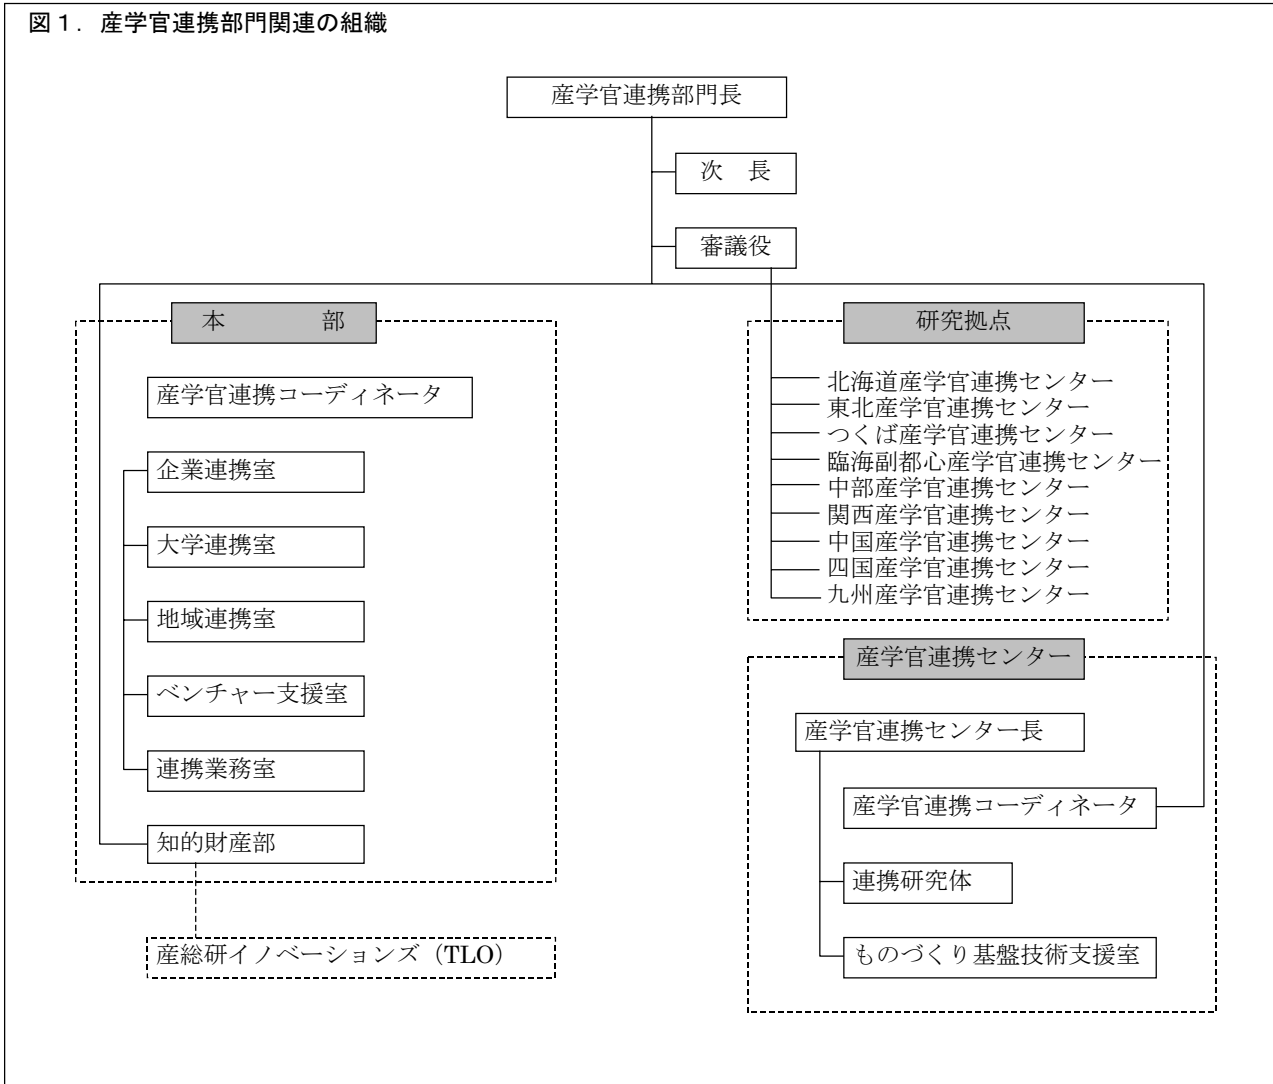 図１．産学官連携部門関連の組織
産学官連携部門長
次　長
審議役
本　　　　部
産学官連携コーディネータ
企業連携室
大学連携室
地域連携室
ベンチャー支援室
連携業務室
知的財産部
産総研イノベーションズ（TLO）
研究拠点
北海道産学官連携センター
東北産学官連携センター
つくば産学官連携センター
臨海副都心産学官連携センター
中部産学官連携センター
関西産学官連携センター
中国産学官連携センター
四国産学官連携センター
九州産学官連携センター
産学官連携センター
産学官連携センター長
産学官連携コーディネータ
連携研究体
ものづくり基盤技術支援室